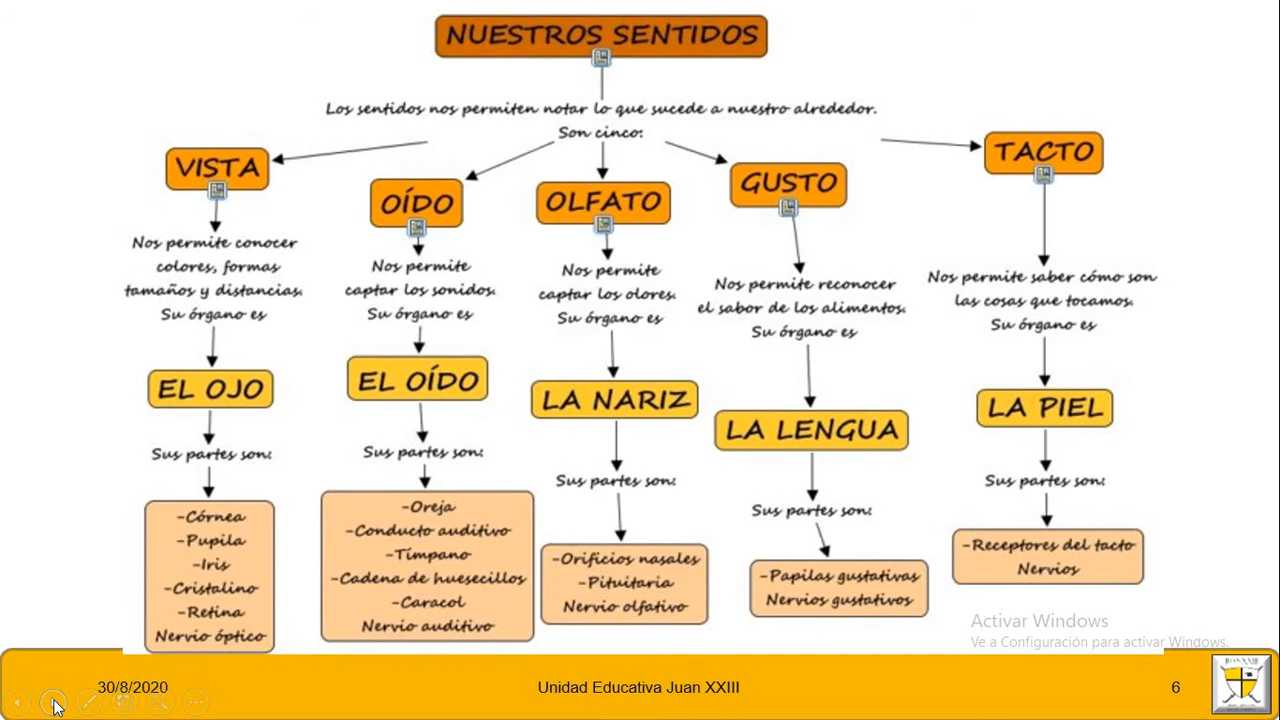 NUESTROS SENTIDOS
Los sentidos nos permiten notar lo que sucede a nuestro alrededor.
Son cinco:
VISTA
Nos permite conocer
colores, formas
tamaños y distancias.
Su órgano es
EL OJO
Sus partes son:
-Córnea
-Pupila
-Iris
-Cristalino
-Retina
Nervio óptico
OÍDO
Nos permite
captar los sonidos.
Su órgano es
EL OÍDO
Sus partes son:
-Oreja
-Conducto auditivo
-Tímpano
-Cadena de huesecillos
-Caracol
Nervio auditivo
OLFATO
Nos permite
captar los olores.
Su órgano es
LA NARIZ
Sus partes son:
-Orificios nasales
-Pituitaria
Nervio olfativo
GUSTO
Nos permite reconocer
el sabor de los alimentos.
Su órgano es
LA LENGUA
Sus partes son:
-Papilas gustativas
Nervios gustativos
TACTO
Nos permite saber cómo son
las cosas que tocamos.
Su órgano es
LA PIEL
Sus partes son:
-Receptores del tacto
Nervios
Activar Windows
Ve a Configuración para activar Windows.
30/8/2020
Unidad Educativa Juan XXIII
6
JUAN XXIII